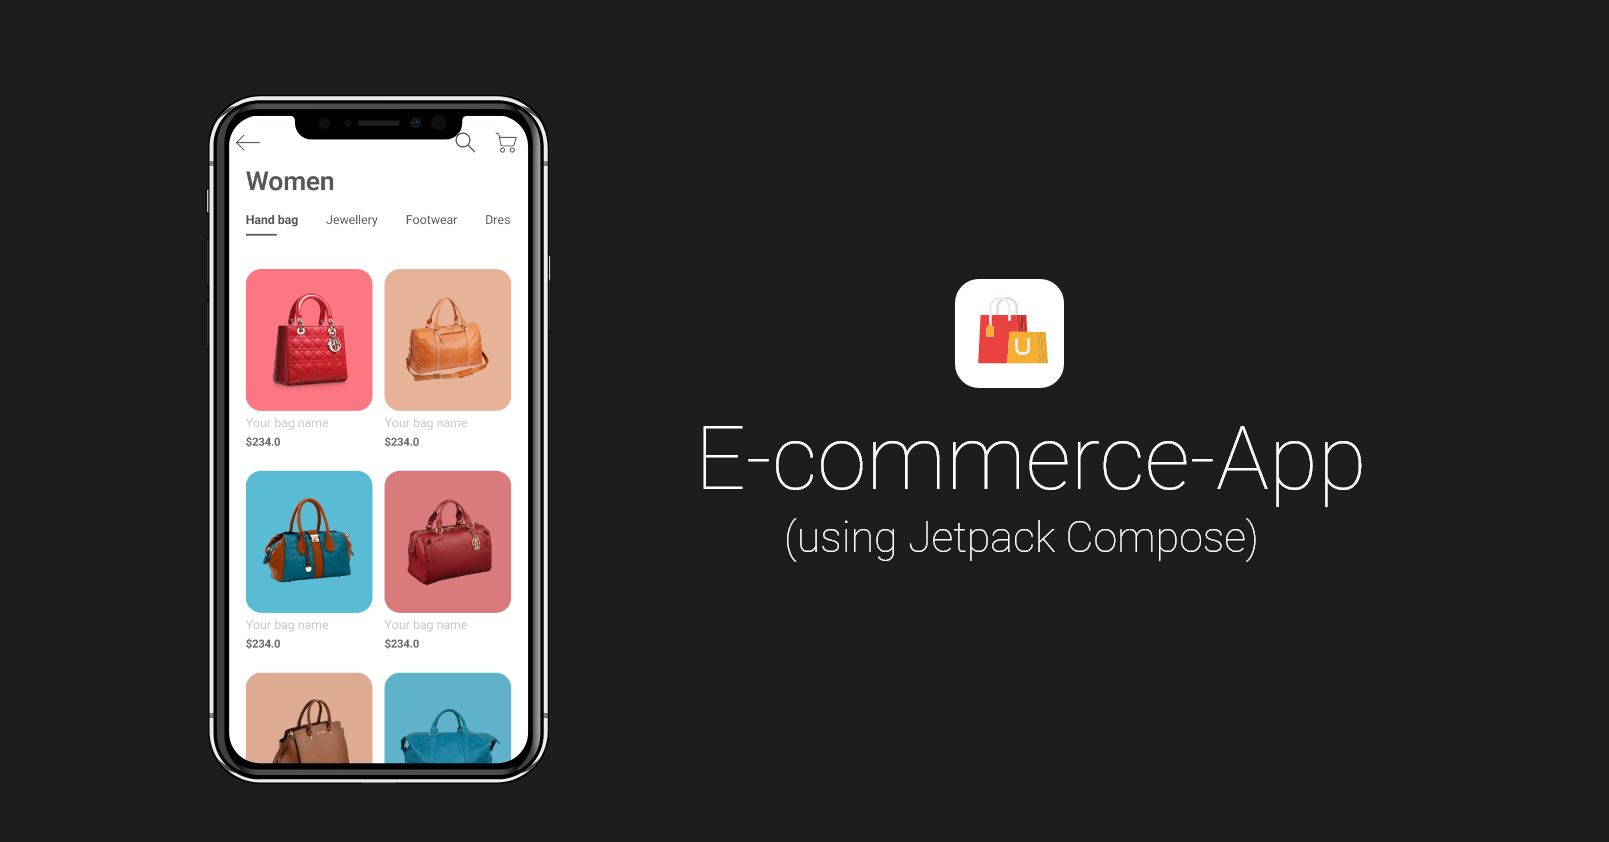 Women
Hand bag Jewellery Footwear Dres
Your bag name Your bag name
$234.0 $234.0
Your bag name Your bag name
$234.0 $234.0
E-commerce-App
(using Jetpack Compose)